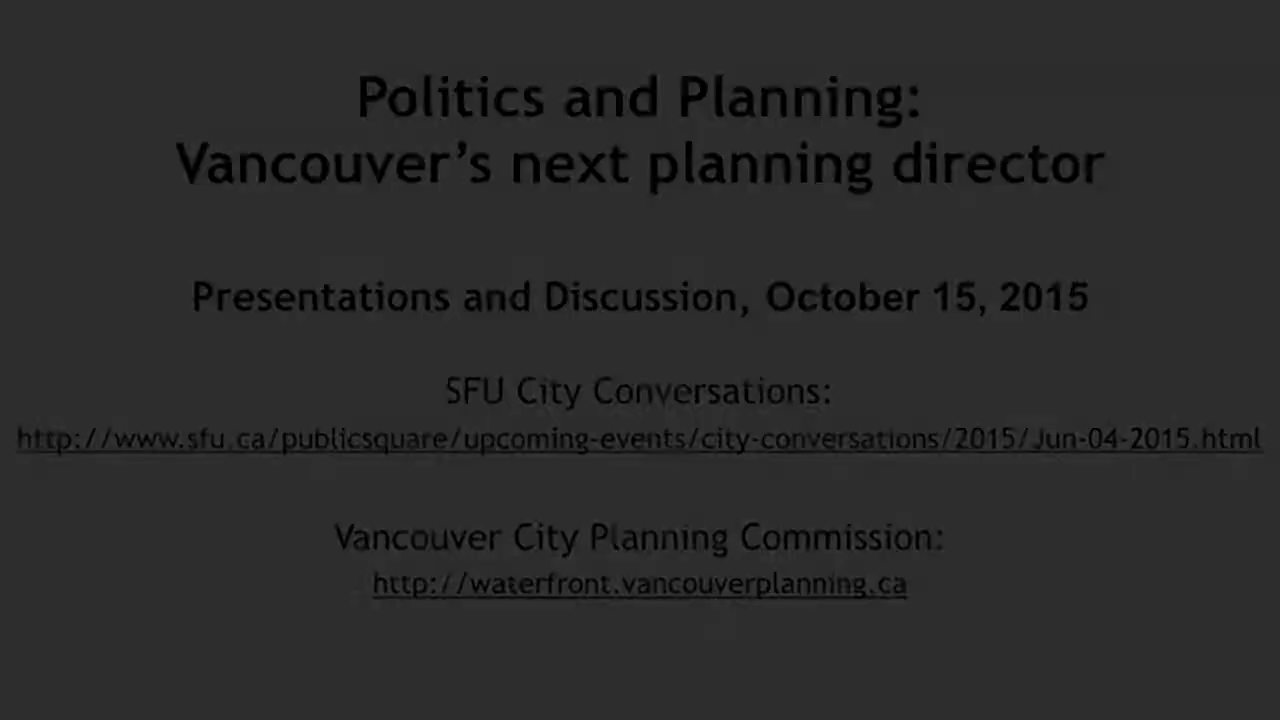 Politics and Planning:
Vancouver's next planning director
Presentations and Discussion, October 15, 2015
SFU City Conversations:
http://www.sfu.ca/publicsquare/upcoming-events/city-conversations/2015/Jun-04-2015.html
Vancouver City Planning Commission:
http://waterfront.vancouverplanning.ca